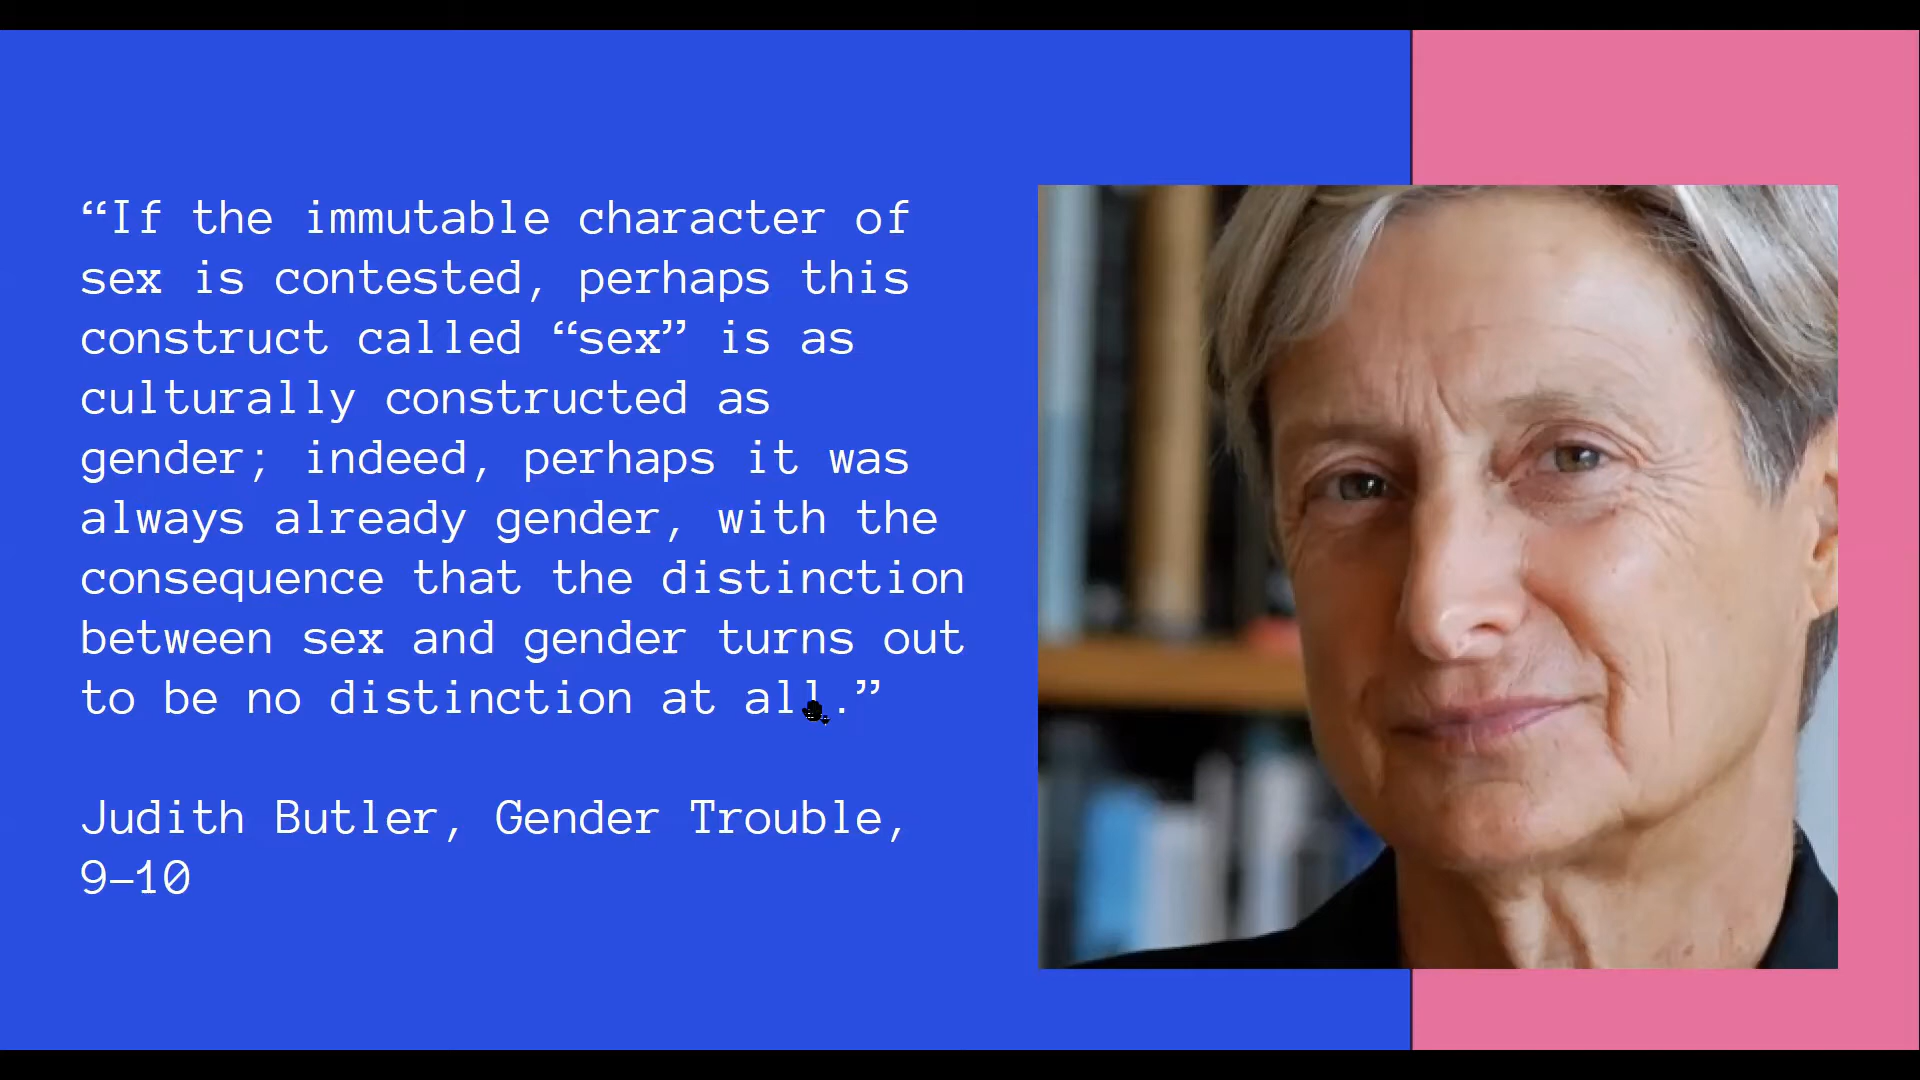 “If the immutable character of
sex is contested, perhaps this
construct called “sex” is as
culturally constructed as
gender; indeed, perhaps it was
always already gender, with the
consequence that the distinction
between sex and gender turns out
to be no distinction at all.”
Judith Butler, Gender Trouble,
9–10